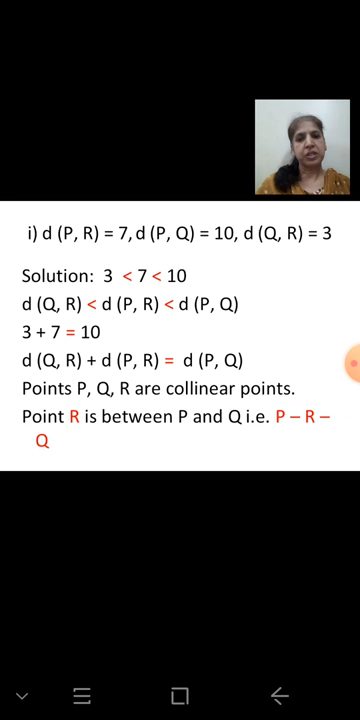 i) d (P, R) = 7, d (P, Q) = 10, d (Q, R) = 3
Solution: 3 < 7 < 10
d (Q, R) < d (P, R) < d (P, Q)
3 + 7 = 10
d (Q, R) + d (P, R) = d (P, Q)
Points P, Q, R are collinear points.
Point R is between P and Q i.e. P – R –
Q